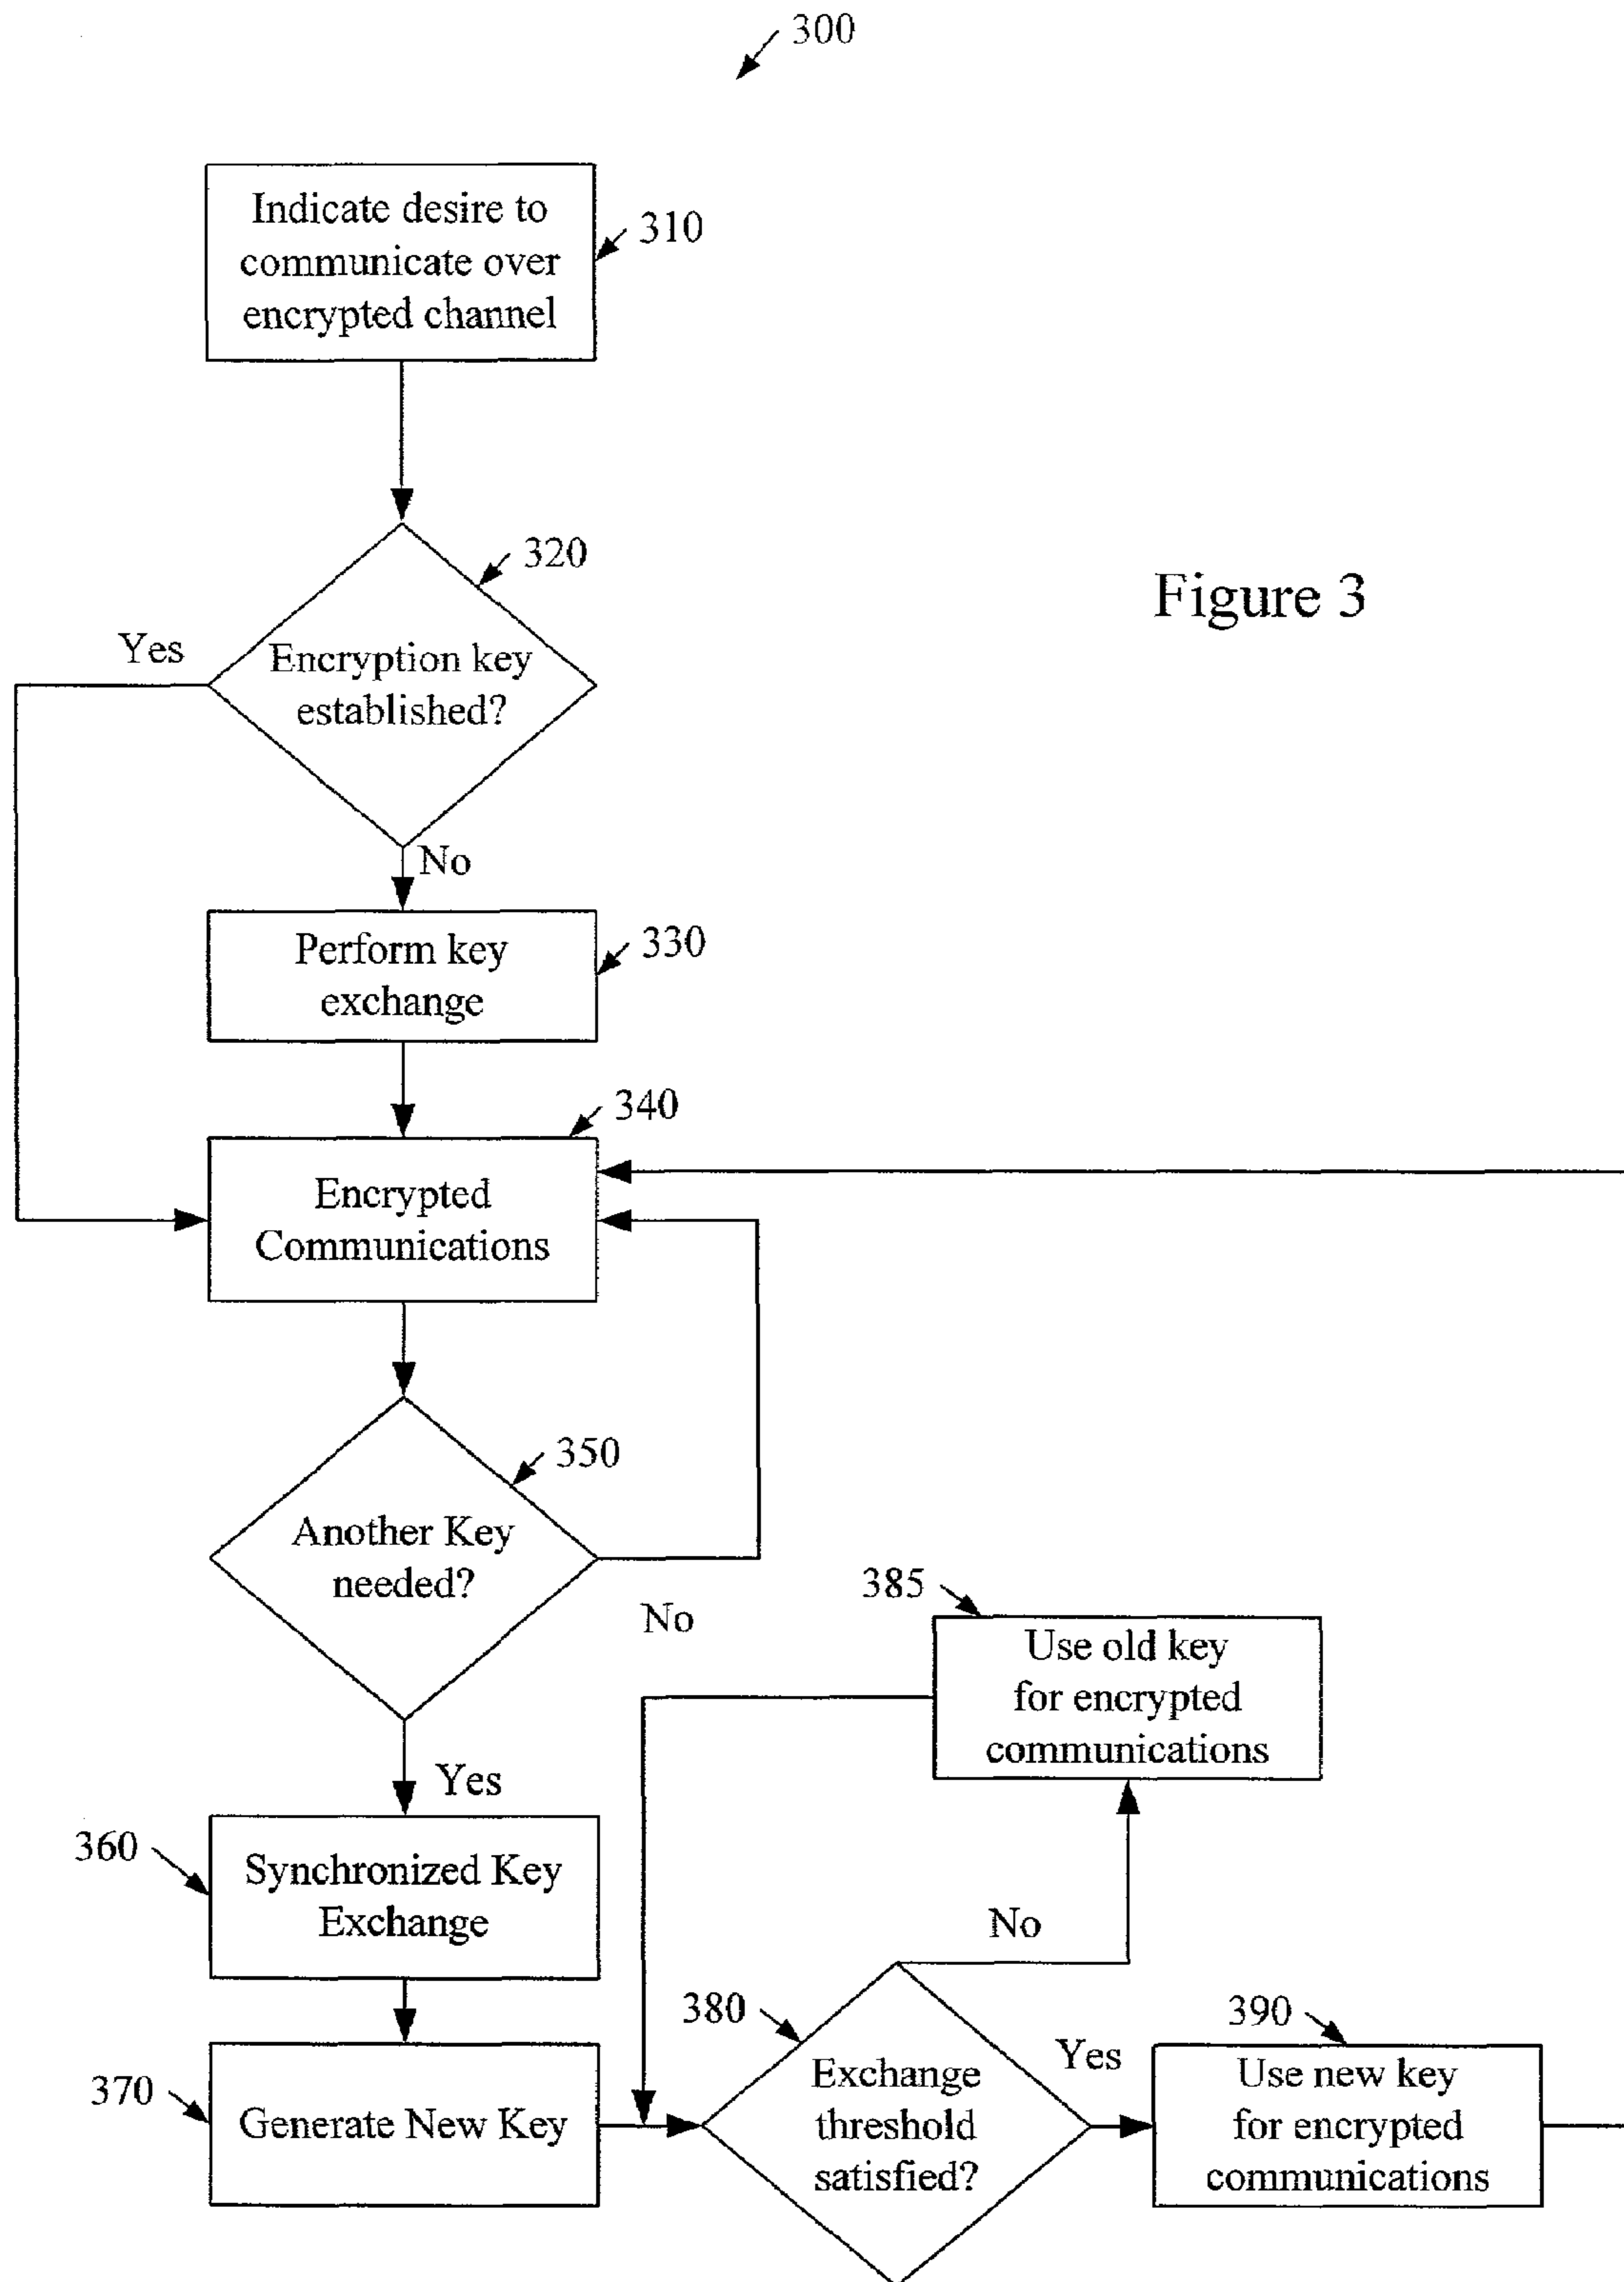 300
Indicate desire to
communicate over
encrypted channel
310
320
Encryption key
established?
Yes
No
Figure 3
Perform key
exchange
330
340
Encrypted
Communications
350
Another Key
needed?
No
Yes
385
Use old key
for encrypted
communications
360
Synchronized Key
Exchange
No
370
Generate New Key
380
Exchange
threshold
satisfied?
Yes
390
Use new key
for encrypted
communications